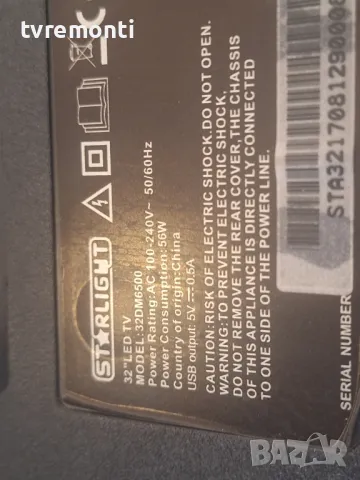 tvremonti
STARLIGHT
32"LED TV
MODEL:32DM6500
Power Rating:AC 100-240V~ 50/60Hz
Power Consumption:56W
Country of origin:China
USB output: 5V 0.5A
CAUTION:RISK OF ELECTRIC SHOCK.DO NOT OPEN.
WARNING:TO PREVENT ELECTRIC SHOCK,
DO NOT REMOVE THE REAR COVER,THE CHASSIS
OF THIS APPLIANCE IS DIRECTLY CONNECTED
TO ONE SIDE OF THE POWER LINE.
SERIAL NUMBER
BAZAR